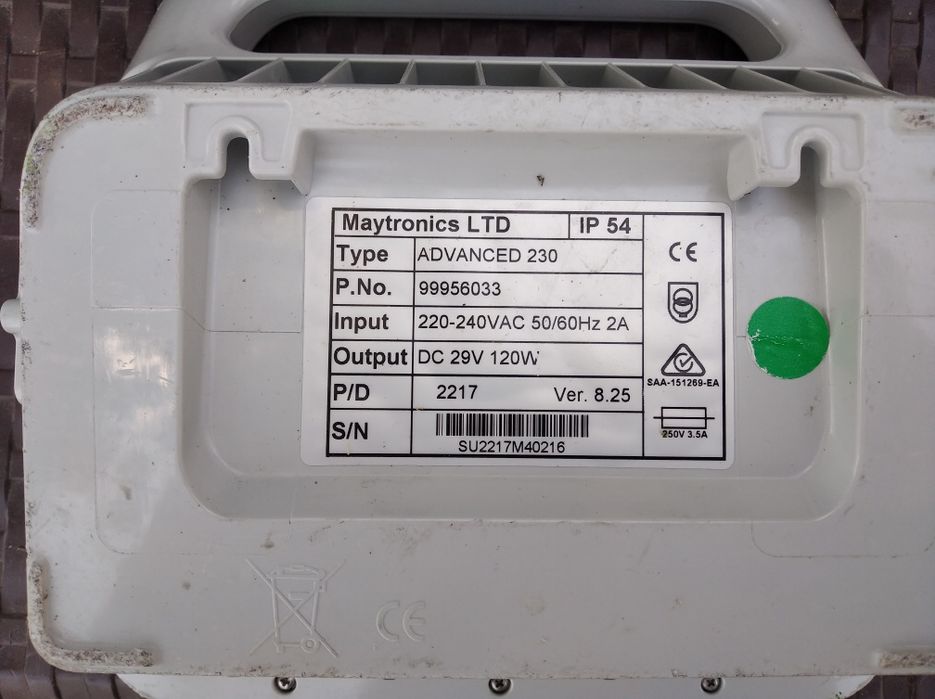 Maytronics LTD IP 54
Type ADVANCED 230
P.No. 99956033
Input 220-240VAC 50/60Hz 2A
Output DC 29V 120W
P/D 2217 Ver. 8.25
S/N SU2217M40216
CE
SAA-151269-EA
250V 3.5A
CE